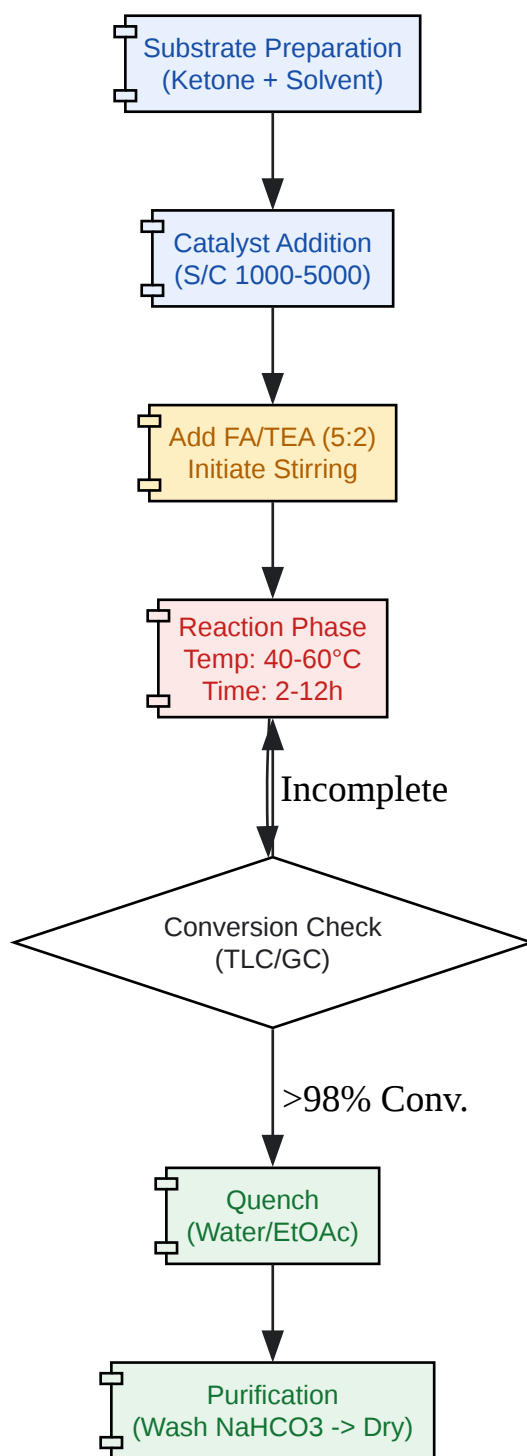 Substrate Preparation
(Ketone + Solvent)
Catalyst Addition
(S/C 1000-5000)
Add FA/TEA (5:2)
Initiate Stirring
Reaction Phase
Temp: 40-60°C
Time: 2-12h
Incomplete
Conversion Check
(TLC/GC)
>98% Conv.
Quench
(Water/EtOAc)
Purification
(Wash NaHCO3 -> Dry)